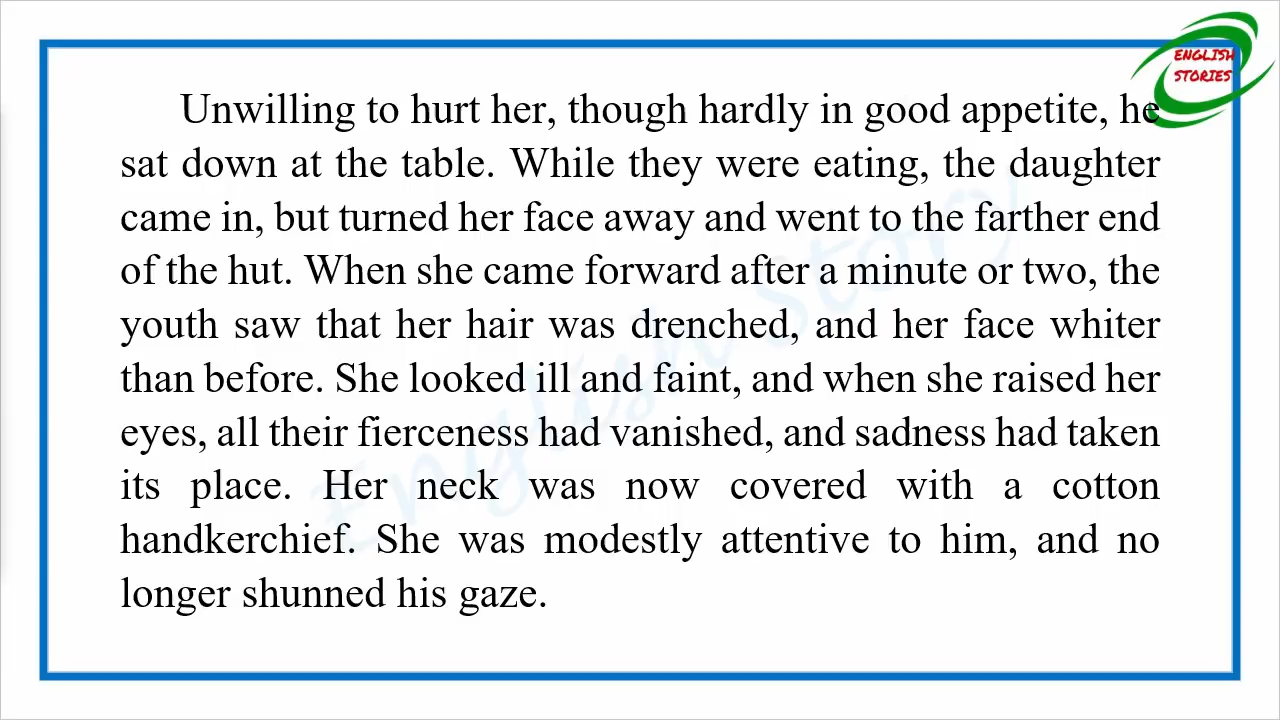 ENGLISH
STORIES
Unwilling to hurt her, though hardly in good appetite, he
sat down at the table. While they were eating, the daughter
came in, but turned her face away and went to the farther end
of the hut. When she came forward after a minute or two, the
youth saw that her hair was drenched, and her face whiter
than before. She looked ill and faint, and when she raised her
eyes, all their fierceness had vanished, and sadness had taken
its place. Her neck was now covered with a cotton
handkerchief. She was modestly attentive to him, and no
longer shunned his gaze.
English Story